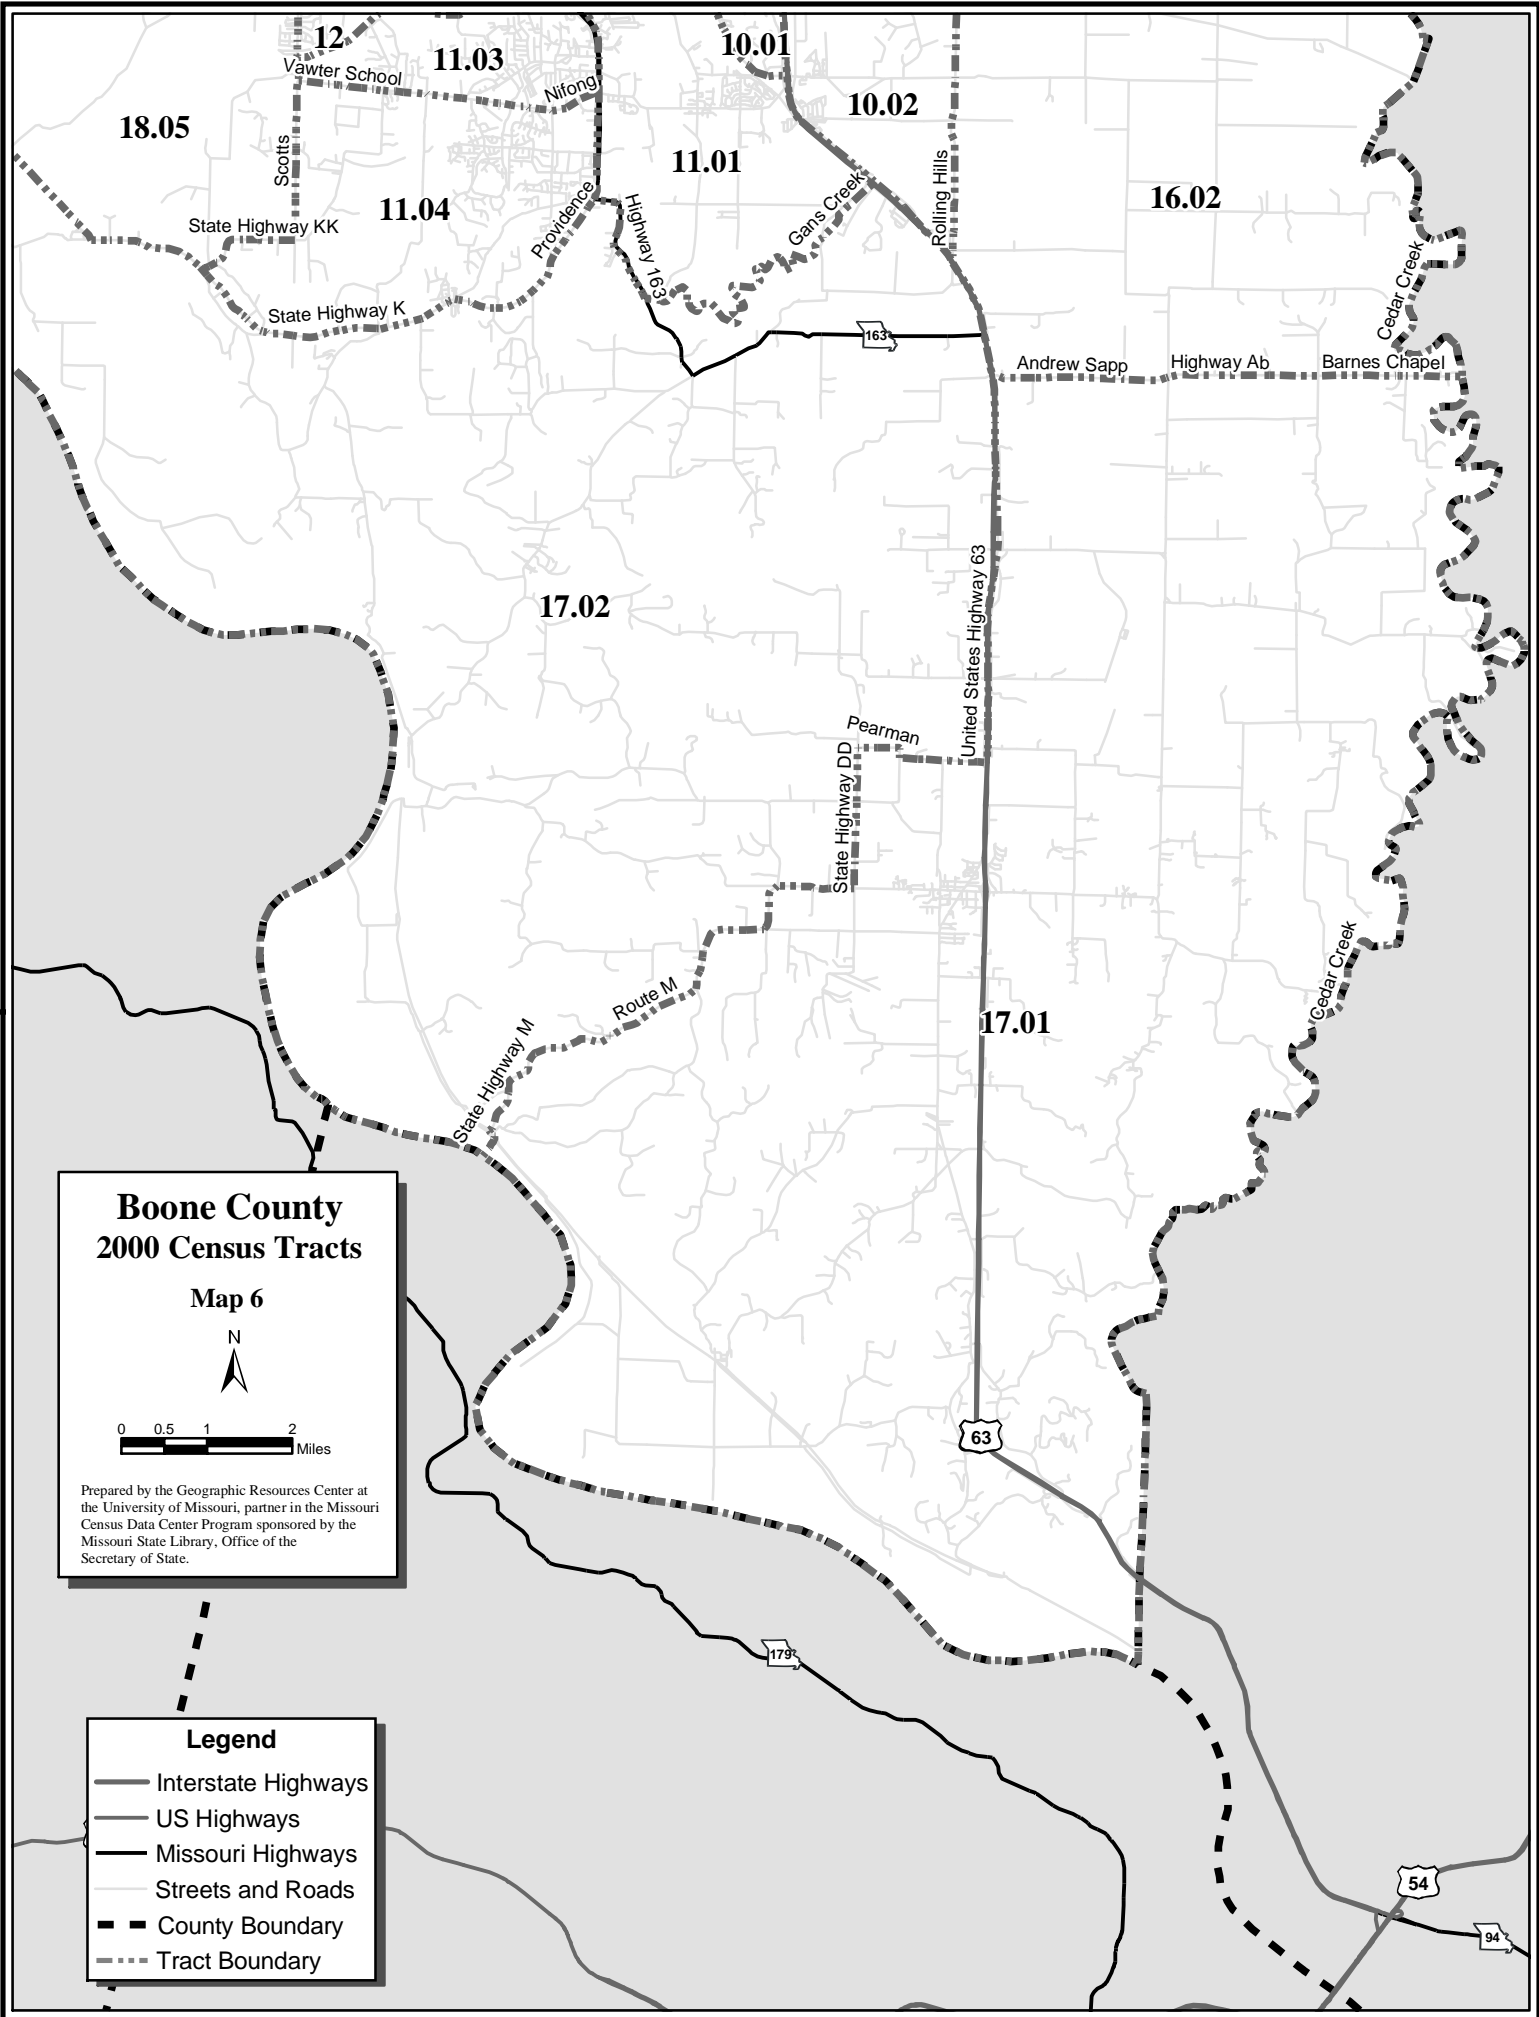 12
11.03
10.01
Vawter School
Nifong
10.02
18.05
Scotts
11.01
Rolling Hills
16.02
11.04
Gans Creek
Providence
Highway 163
State Highway KK
Cedar Creek
State Highway K
163
Andrew Sapp
Highway Ab
Barnes Chapel
17.02
United States Highway 63
Pearman
State Highway DD
Route M
Cedar Creek
17.01
State Highway M
Boone County
2000 Census Tracts
Map 6
N
0 0.5 1 2
Miles
Prepared by the Geographic Resources Center at
the University of Missouri, partner in the Missouri
Census Data Center Program sponsored by the
Missouri State Library, Office of the
Secretary of State.
63
179
Legend
Interstate Highways
US Highways
Missouri Highways
Streets and Roads
County Boundary
Tract Boundary
54
94